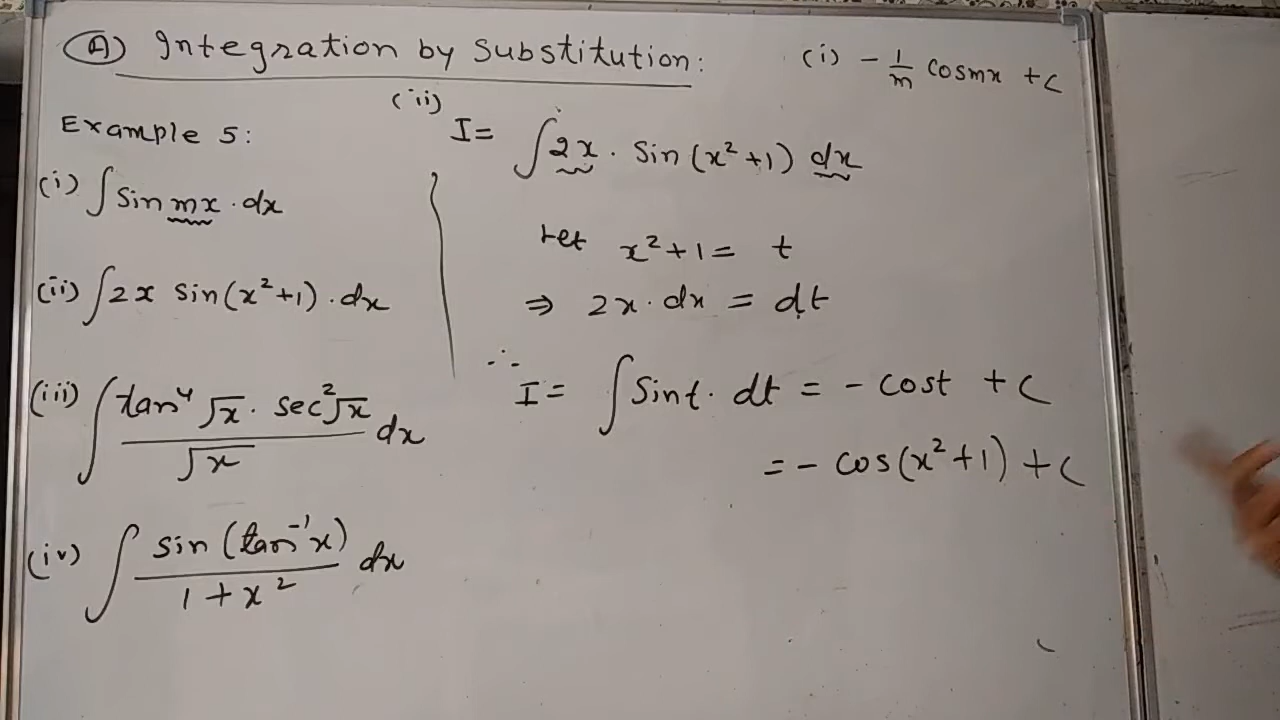 (A) Integration by Substitution:
(i) - 1/m cosmx + c
Example 5:
(i) ∫ Sin mx . dx
(ii) ∫ 2x Sin(x²+1) . dx
(iii) ∫ tan⁴ √x . sec² √x / √x dx
(iv) ∫ sin (tan⁻¹x) / 1 + x² dx
(ii) I = ∫ 2x . Sin (x²+1) dx
Let x²+1 = t
⇒ 2x . dx = dt
∴ I = ∫ Sint . dt = - cost + c
= - cos(x²+1) + c